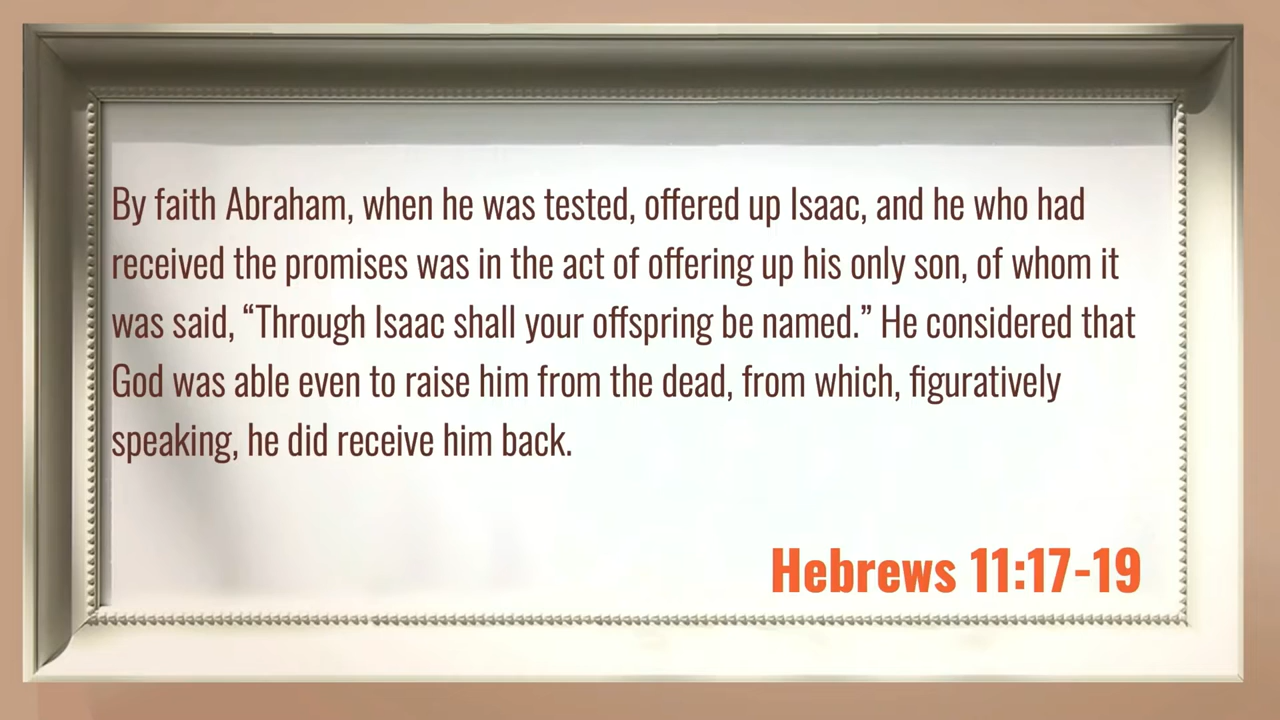 By faith Abraham, when he was tested, offered up Isaac, and he who had
received the promises was in the act of offering up his only son, of whom it
was said, “Through Isaac shall your offspring be named.” He considered that
God was able even to raise him from the dead, from which, figuratively
speaking, he did receive him back.
Hebrews 11:17-19